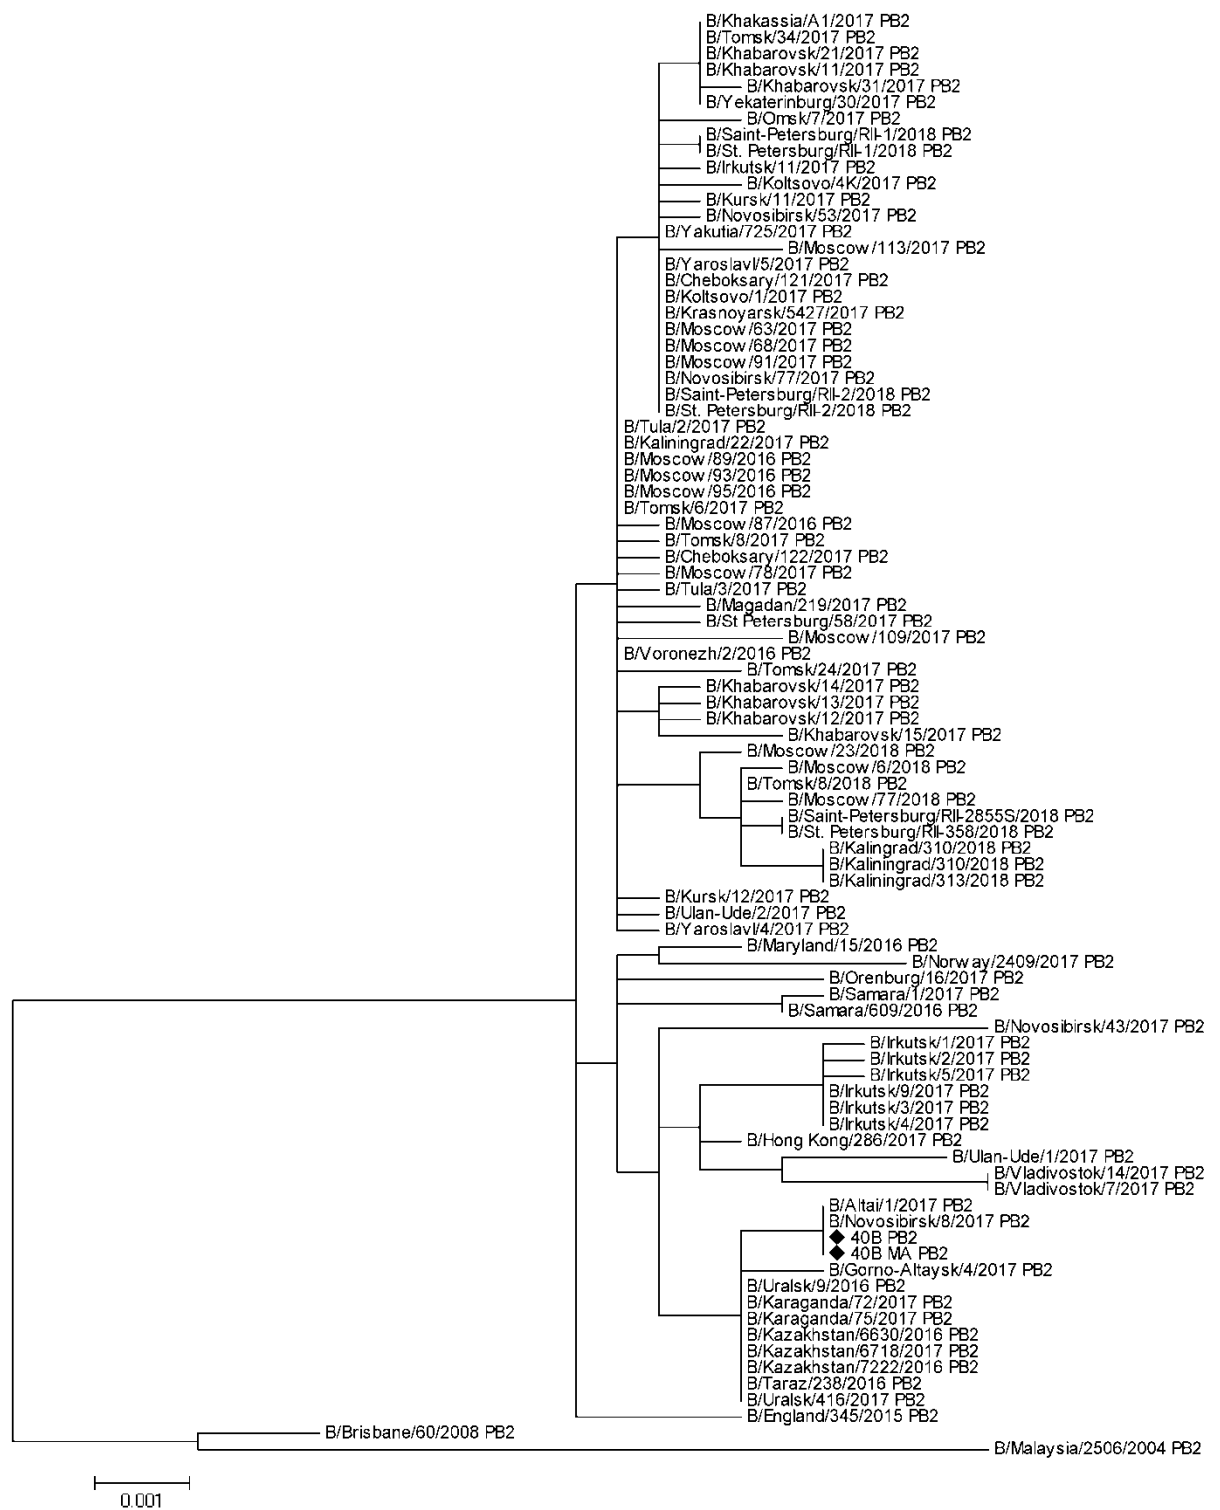 B/Khakassia/A1/2017 PB2
B/Tomsk/34/2017 PB2
B/Khabarovsk/21/2017 PB2
B/Khabarovsk/11/2017 PB2
B/Khabarovsk/31/2017 PB2
B/Yekaterinburg/30/2017 PB2
B/Omsk/7/2017 PB2
B/Saint-Petersburg/RII-1/2018 PB2
B/St. Petersburg/RII-1/2018 PB2
B/Irkutsk/11/2017 PB2
B/Koltsovo/4K/2017 PB2
B/Kursk/11/2017 PB2
B/Novosibirsk/53/2017 PB2
B/Yakutia/725/2017 PB2
B/Moscow/113/2017 PB2
B/Yaroslavl/5/2017 PB2
B/Cheboksary/121/2017 PB2
B/Koltsovo/1/2017 PB2
B/Krasnoyarsk/5427/2017 PB2
B/Moscow/63/2017 PB2
B/Moscow/68/2017 PB2
B/Moscow/91/2017 PB2
B/Novosibirsk/77/2017 PB2
B/Saint-Petersburg/RII-2/2018 PB2
B/St. Petersburg/RII-2/2018 PB2
B/Tula/2/2017 PB2
B/Kaliningrad/22/2017 PB2
B/Moscow/89/2016 PB2
B/Moscow/93/2016 PB2
B/Moscow/95/2016 PB2
B/Tomsk/6/2017 PB2
B/Moscow/87/2016 PB2
B/Tomsk/8/2017 PB2
B/Cheboksary/122/2017 PB2
B/Moscow/78/2017 PB2
B/Tula/3/2017 PB2
B/Magadan/219/2017 PB2
B/St Petersburg/58/2017 PB2
B/Moscow/109/2017 PB2
B/Voronezh/2/2016 PB2
B/Tomsk/24/2017 PB2
B/Khabarovsk/14/2017 PB2
B/Khabarovsk/13/2017 PB2
B/Khabarovsk/12/2017 PB2
B/Khabarovsk/15/2017 PB2
B/Moscow/23/2018 PB2
B/Moscow/6/2018 PB2
B/Tomsk/8/2018 PB2
B/Moscow/77/2018 PB2
B/Saint-Petersburg/RII-2855S/2018 PB2
B/St. Petersburg/RII-358/2018 PB2
B/Kalingrad/310/2018 PB2
B/Kaliningrad/310/2018 PB2
B/Kaliningrad/313/2018 PB2
B/Kursk/12/2017 PB2
B/Ulan-Ude/2/2017 PB2
B/Yaroslavl/4/2017 PB2
B/Maryland/15/2016 PB2
B/Norway/2409/2017 PB2
B/Orenburg/16/2017 PB2
B/Samara/1/2017 PB2
B/Samara/609/2016 PB2
B/Novosibirsk/43/2017 PB2
B/Irkutsk/1/2017 PB2
B/Irkutsk/2/2017 PB2
B/Irkutsk/5/2017 PB2
B/Irkutsk/9/2017 PB2
B/Irkutsk/3/2017 PB2
B/Irkutsk/4/2017 PB2
B/Hong Kong/286/2017 PB2
B/Ulan-Ude/1/2017 PB2
B/Vladivostok/14/2017 PB2
B/Vladivostok/7/2017 PB2
B/Altai/1/2017 PB2
B/Novosibirsk/8/2017 PB2
40B PB2
40B MA PB2
B/Gorno-Altaysk/4/2017 PB2
B/Uralsk/9/2016 PB2
B/Karaganda/72/2017 PB2
B/Karaganda/75/2017 PB2
B/Kazakhstan/6630/2016 PB2
B/Kazakhstan/6718/2017 PB2
B/Kazakhstan/7222/2016 PB2
B/Taraz/238/2016 PB2
B/Uralsk/416/2017 PB2
B/England/345/2015 PB2
B/Brisbane/60/2008 PB2
B/Malaysia/2506/2004 PB2
0.001